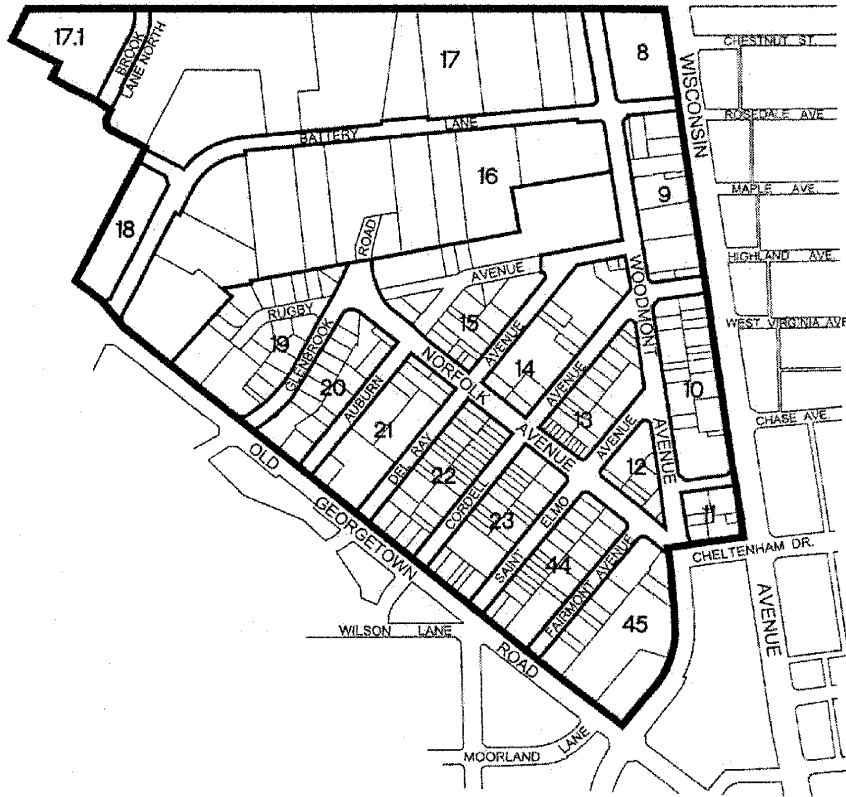 17.1
BROOK
LANE NORTH
17
8
CHESTNUT ST.
WISCONSIN
ROSEDALE AVE
BATTERY LANE
16
9
MAPLE AVE.
18
ROAD
HIGHLAND AVE.
AVENUE
WOODMONT
RUGBY
WEST VIRGINIA AVE
15
19
GLENBROOK
NORFOLK
AVENUE
14
20
AUBURN
AVENUE
13
10
CHASE AVE.
21
AVENUE
AVENUE
12
AVENUE
OLD
DEL RAY
22
CORDELL
23
ELMO
11
GEORGETOWN
SAINT
44
FAIRMONT AVENUE
CHELTENHAM DR.
WILSON LANE
45
AVENUE
ROAD
MOORLAND LANE